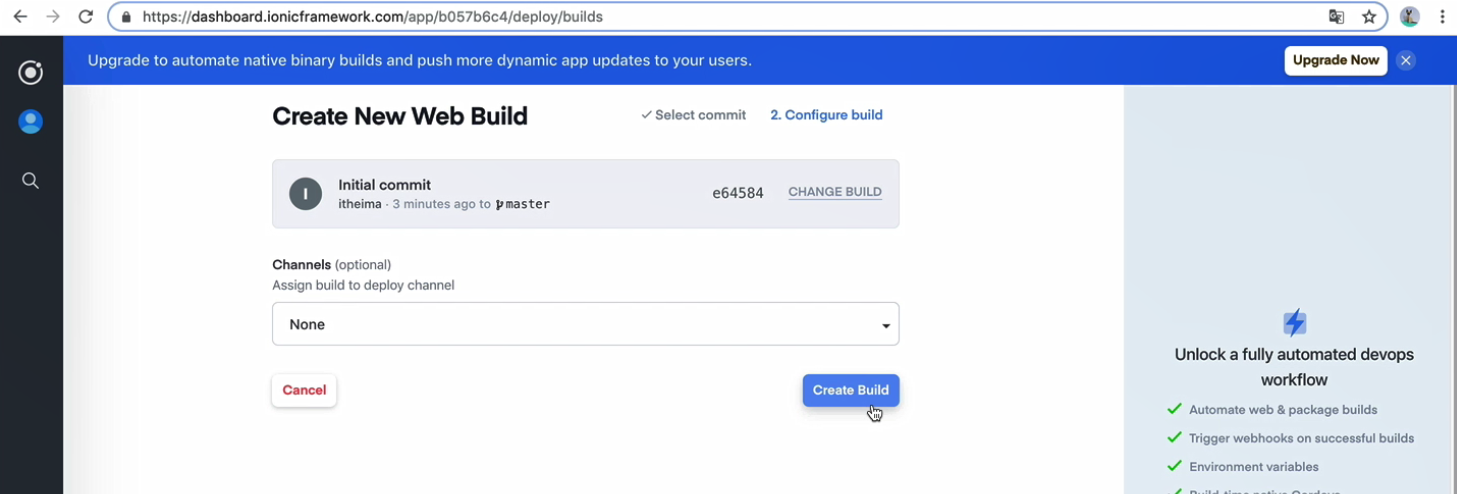 https://dashboard.ionicframework.com/app/b057b6c4/deploy/builds
Upgrade to automate native binary builds and push more dynamic app updates to your users.
Upgrade Now
Create New Web Build
Select commit
2. Configure build
I
Initial commit
itheima · 3 minutes ago to master
e64584
CHANGE BUILD
Channels (optional)
Assign build to deploy channel
None
Cancel
Create Build
Unlock a fully automated devops
workflow
Automate web & package builds
Trigger webhooks on successful builds
Environment variables